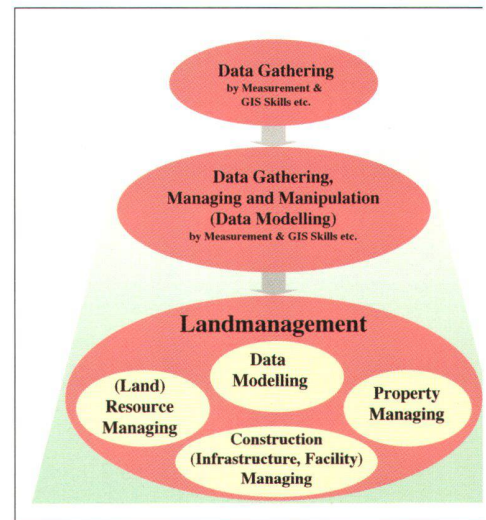 Data Gathering
by Measurement &
GIS Skills etc.
Data Gathering,
Managing and Manipulation
(Data Modelling)
by Measurement & GIS Skills etc.
Landmanagement
Data
Modelling
(Land)
Resource
Managing
Property
Managing
Construction
(Infrastructure, Facility)
Managing